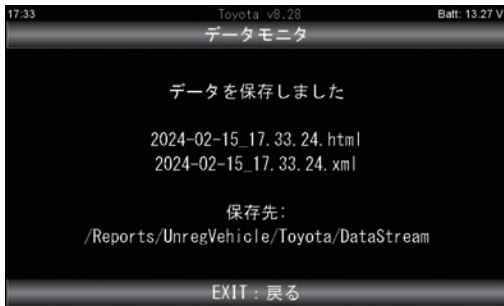 17:33 Toyota v8.28 Batt: 13.27 V
データモニタ
データを保存しました
2024-02-15_17.33.24.html
2024-02-15_17.33.24.xml
保存先:
/Reports/UnregVehicle/Toyota/DataStream
EXIT : 戻る